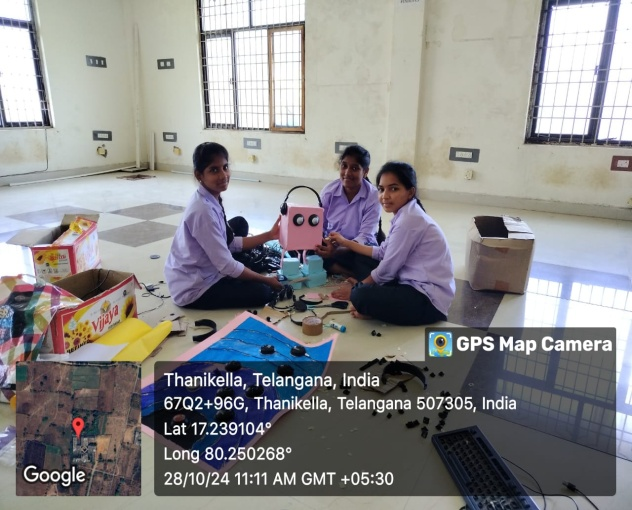 Vijaya
GPS Map Camera
Thanikella, Telangana, India
67Q2+96G, Thanikella, Telangana 507305, India
Lat 17.239104°
Long 80.250268°
28/10/24 11:11 AM GMT +05:30
Google